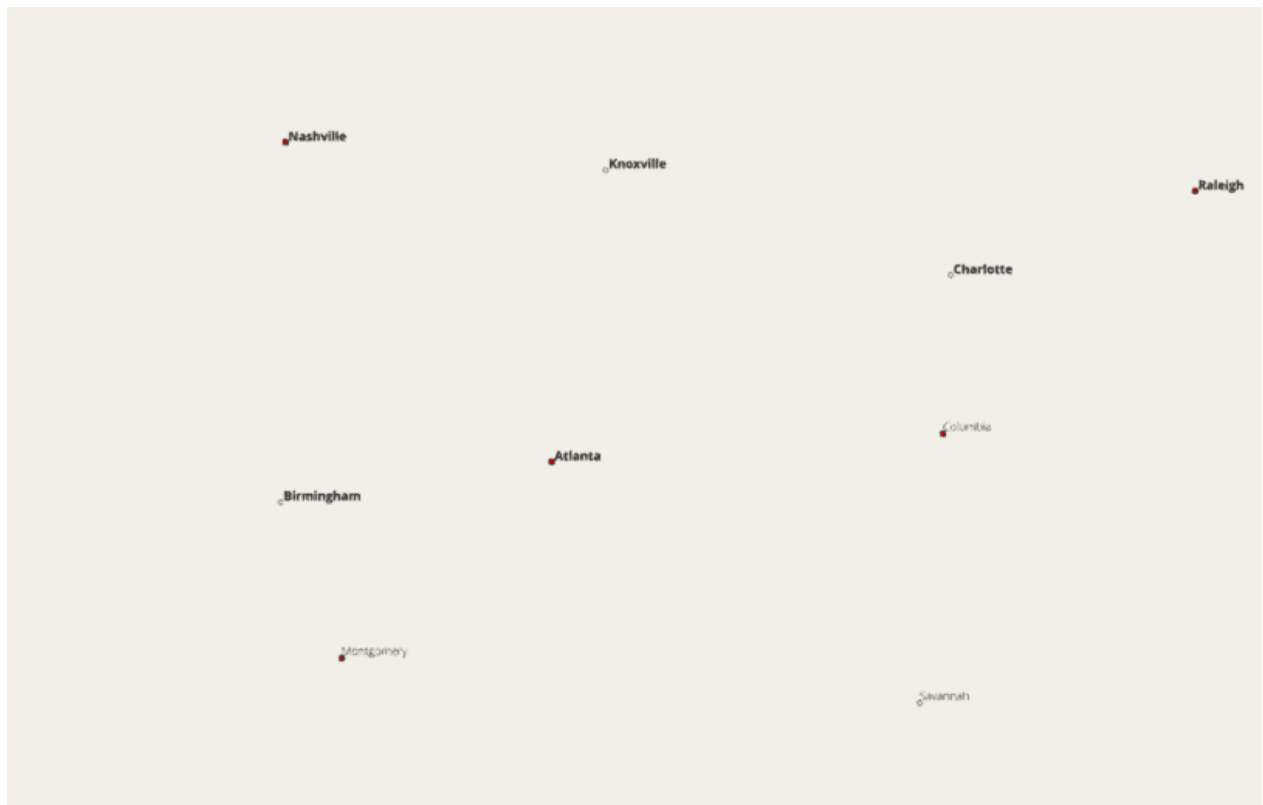 Nashville
Knoxville
Raleigh
Charlotte
Columbia
Atlanta
Birmingham
Montgomery
Savannah